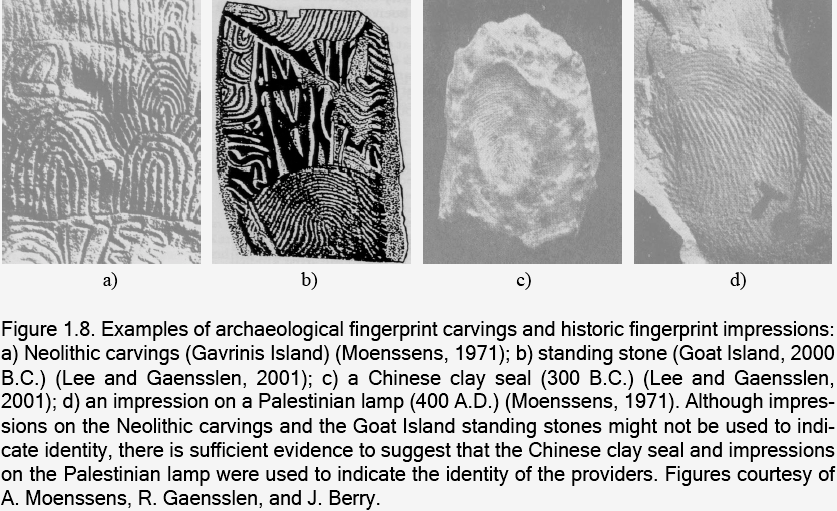 a)
b)
c)
d)
Figure 1.8. Examples of archaeological fingerprint carvings and historic fingerprint impressions:
a) Neolithic carvings (Gavrinis Island) (Moenssens, 1971); b) standing stone (Goat Island, 2000
B.C.) (Lee and Gaensslen, 2001); c) a Chinese clay seal (300 B.C.) (Lee and Gaensslen,
2001); d) an impression on a Palestinian lamp (400 A.D.) (Moenssens, 1971). Although impres-
sions on the Neolithic carvings and the Goat Island standing stones might not be used to indi-
cate identity, there is sufficient evidence to suggest that the Chinese clay seal and impressions
on the Palestinian lamp were used to indicate the identity of the providers. Figures courtesy of
A. Moenssens, R. Gaensslen, and J. Berry.